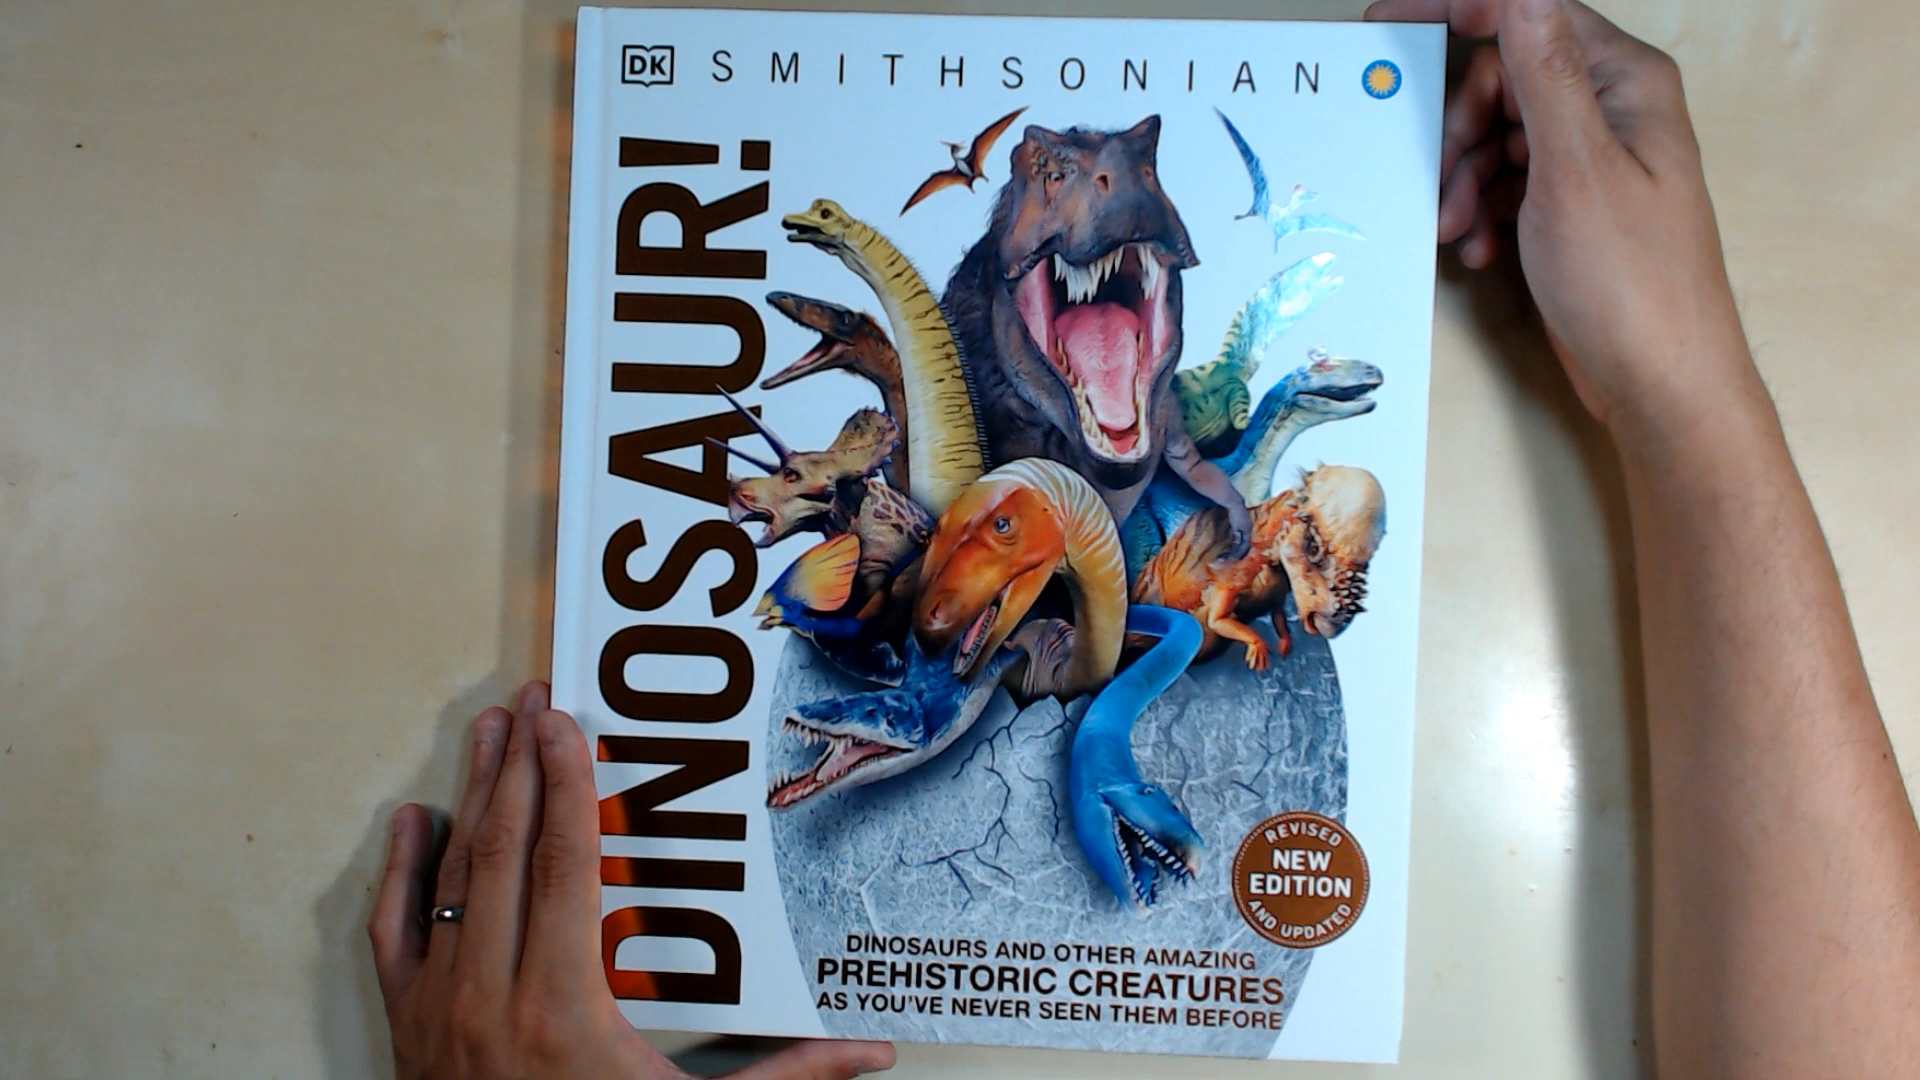 DK SMITHSONIAN
DINOSAUR!
REVISED
NEW
EDITION
AND UPDATED
DINOSAURS AND OTHER AMAZING
PREHISTORIC CREATURES
AS YOU'VE NEVER SEEN THEM BEFORE